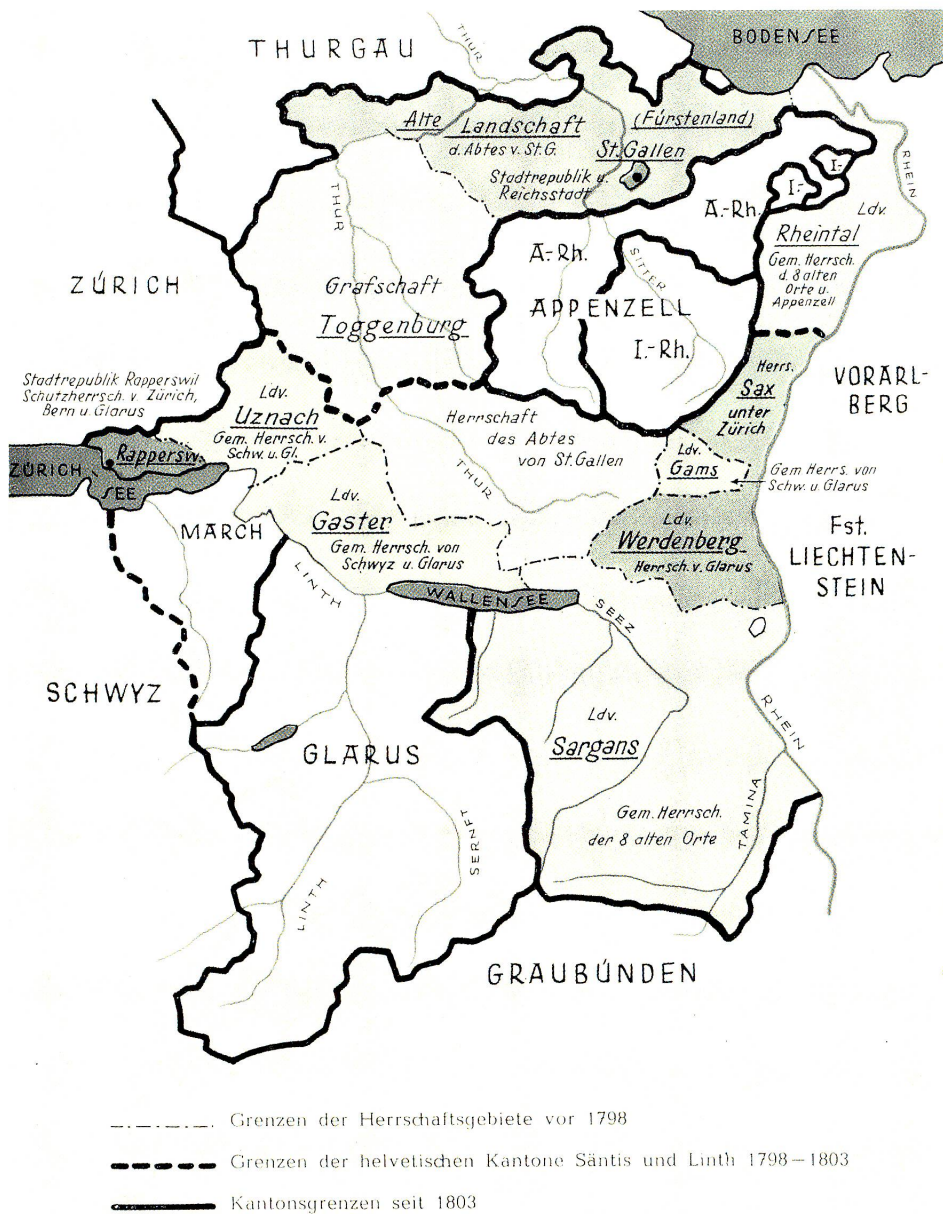 THURGAU
THUR
BODENSEE
Alte Landschaft
d. Abtes v. St.G.
(Fürstenland)
St.Gallen
Stadtrepublik u.
Reichsstadt
RHEIN
I.-
I.-
A.-Rh.
Ldv.
Rheintal
Gem. Herrsch.
d. 8 alten
Orte u.
Appenzell
THUR
A.-Rh.
SITTER
APPENZELL
I.-Rh.
ZÜRICH
Grafschaft
Toggenburg
Stadtrepublik Rapperswil
Schutzherrsch. v. Zürich,
Bern u. Glarus
Ldv.
Uznach
Gem. Herrsch. v.
Schw. u. Gl.
Herrschaft
des Abtes
von St.Gallen
THUR
Herrs.
Sax
unter
Zürich
VORARL-
BERG
Rappersw.
ZÜRICH
SEE
Ldv.
Gams
Gem Herrs. von
Schw. u. Glarus
MARCH
Ldv.
Gaster
Gem. Herrsch. von
Schwyz u. Glarus
Ldv.
Werdenberg
Herrsch. v. Glarus
Fst.
LIECHTEN-
STEIN
LINTH
WALLENSEE
SEEZ
SCHWYZ
GLARUS
Ldv.
Sargans
RHEIN
Gem. Herrsch.
der 8 alten Orte
TAMINA
SERNFT
LINTH
GRAUBÜNDEN
Grenzen der Herrschaftsgebiete vor 1798
Grenzen der helvetischen Kantone Säntis und Linth 1798–1803
Kantonsgrenzen seit 1803